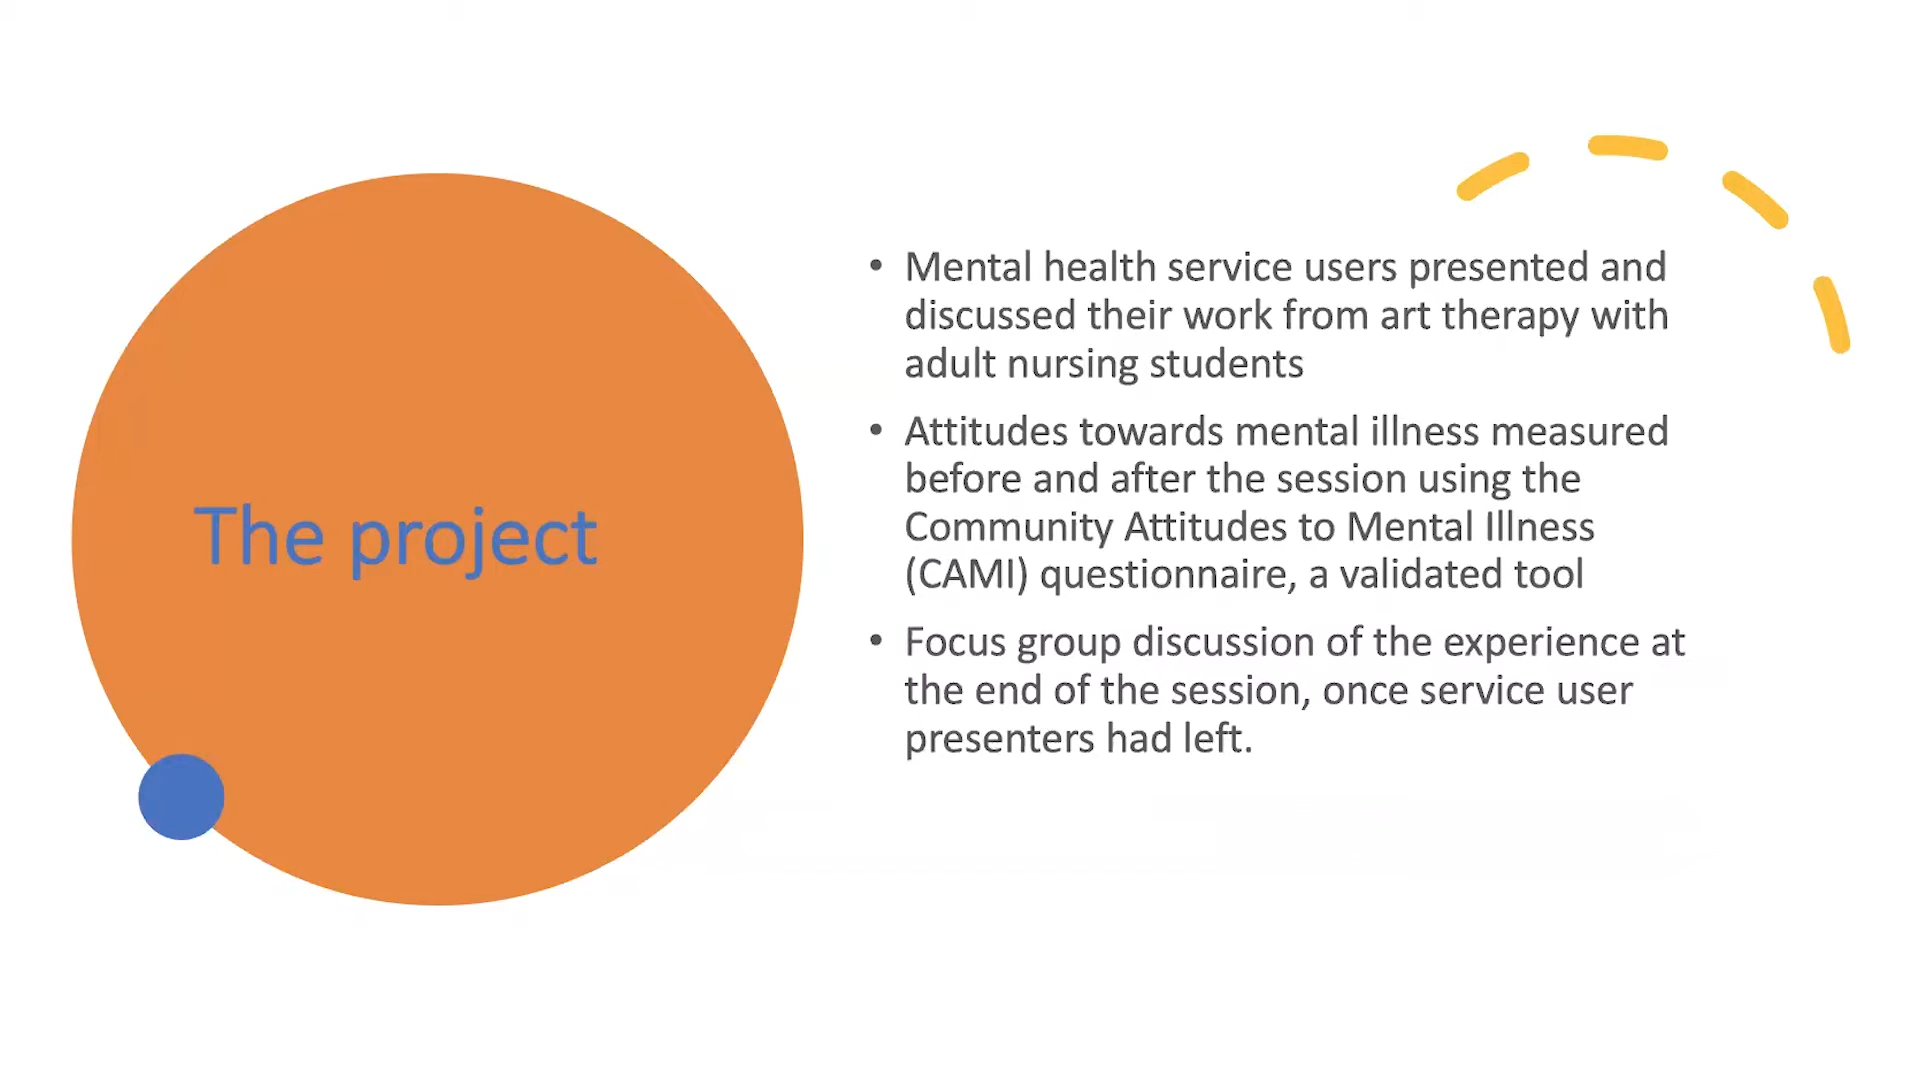 The project
• Mental health service users presented and
discussed their work from art therapy with
adult nursing students
• Attitudes towards mental illness measured
before and after the session using the
Community Attitudes to Mental Illness
(CAMI) questionnaire, a validated tool
• Focus group discussion of the experience at
the end of the session, once service user
presenters had left.